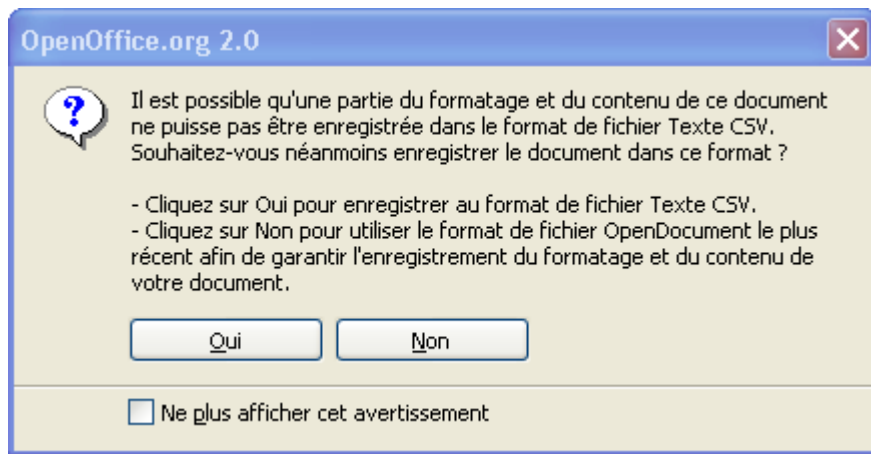 OpenOffice.org 2.0
Il est possible qu'une partie du formatage et du contenu de ce document
ne puisse pas être enregistrée dans le format de fichier Texte CSV.
Souhaitez-vous néanmoins enregistrer le document dans ce format ?
- Cliquez sur Oui pour enregistrer au format de fichier Texte CSV.
- Cliquez sur Non pour utiliser le format de fichier OpenDocument le plus
récent afin de garantir l'enregistrement du formatage et du contenu de
votre document.
Oui Non
Ne plus afficher cet avertissement